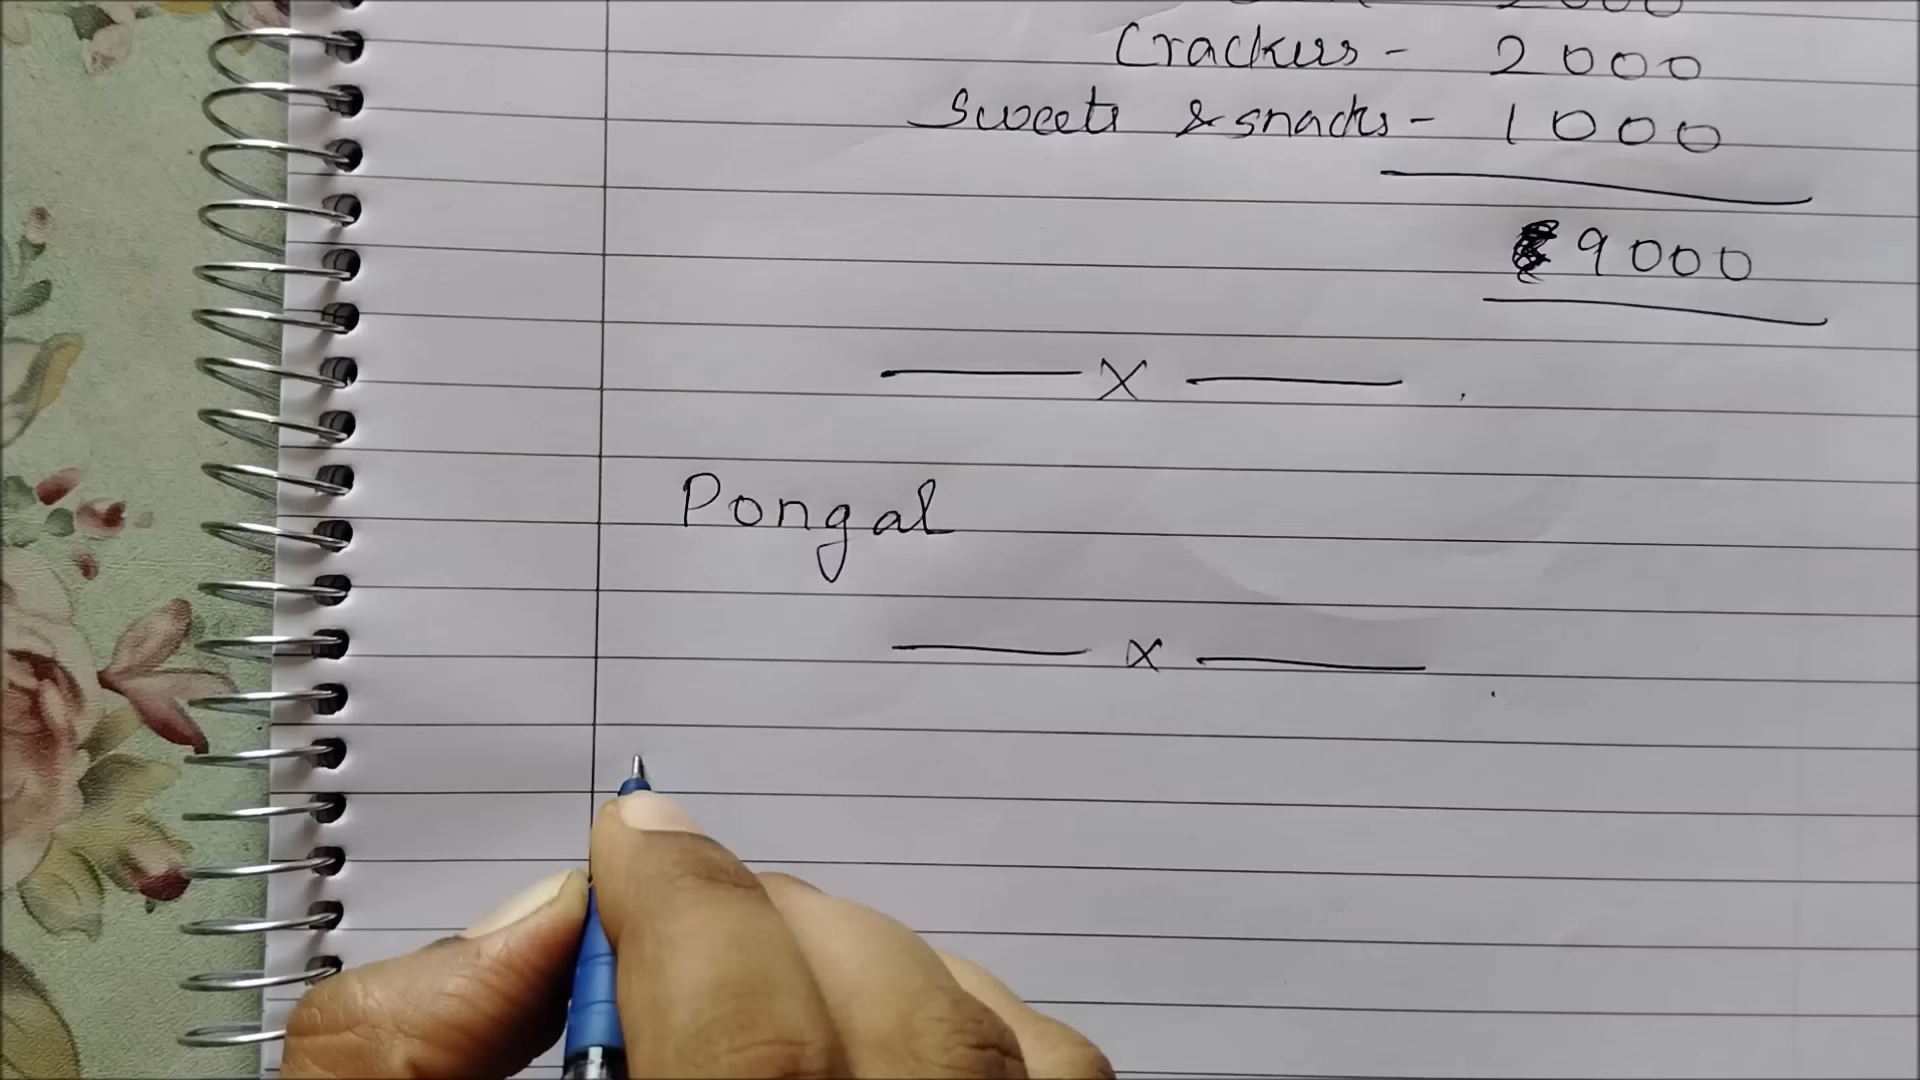 Crackers - 2000
Sweets & snacks - 1000
9000
x
Pongal
x